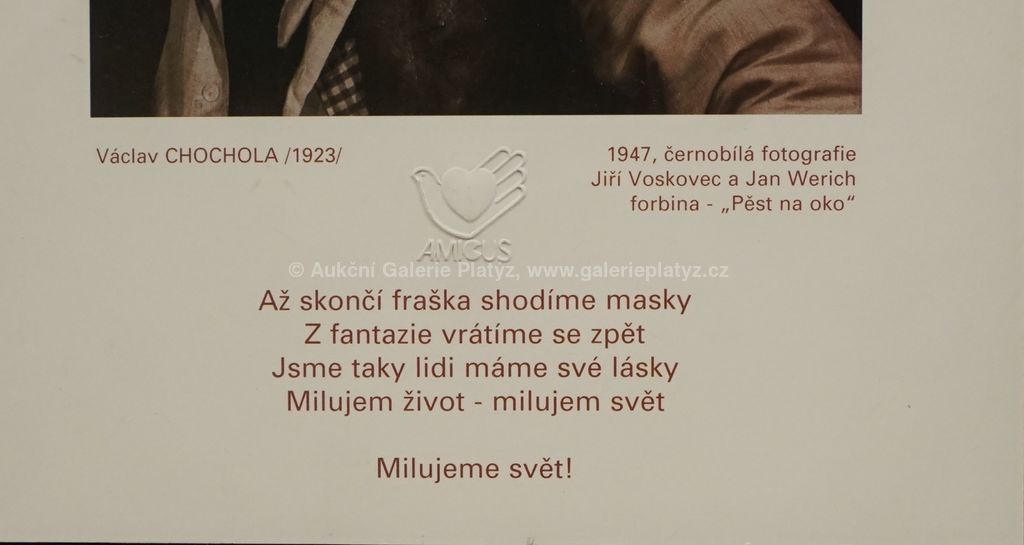 Václav CHOCHOLA /1923/
1947, černobílá fotografie
Jiří Voskovec a Jan Werich
forbina - „Pěst na oko“
AMIGUS
© Aukční Galerie Platýz, www.galerieplatyz.cz
Až skončí fraška shodíme masky
Z fantazie vrátíme se zpět
Jsme taky lidi máme své lásky
Milujem život - milujem svět
Milujeme svět!